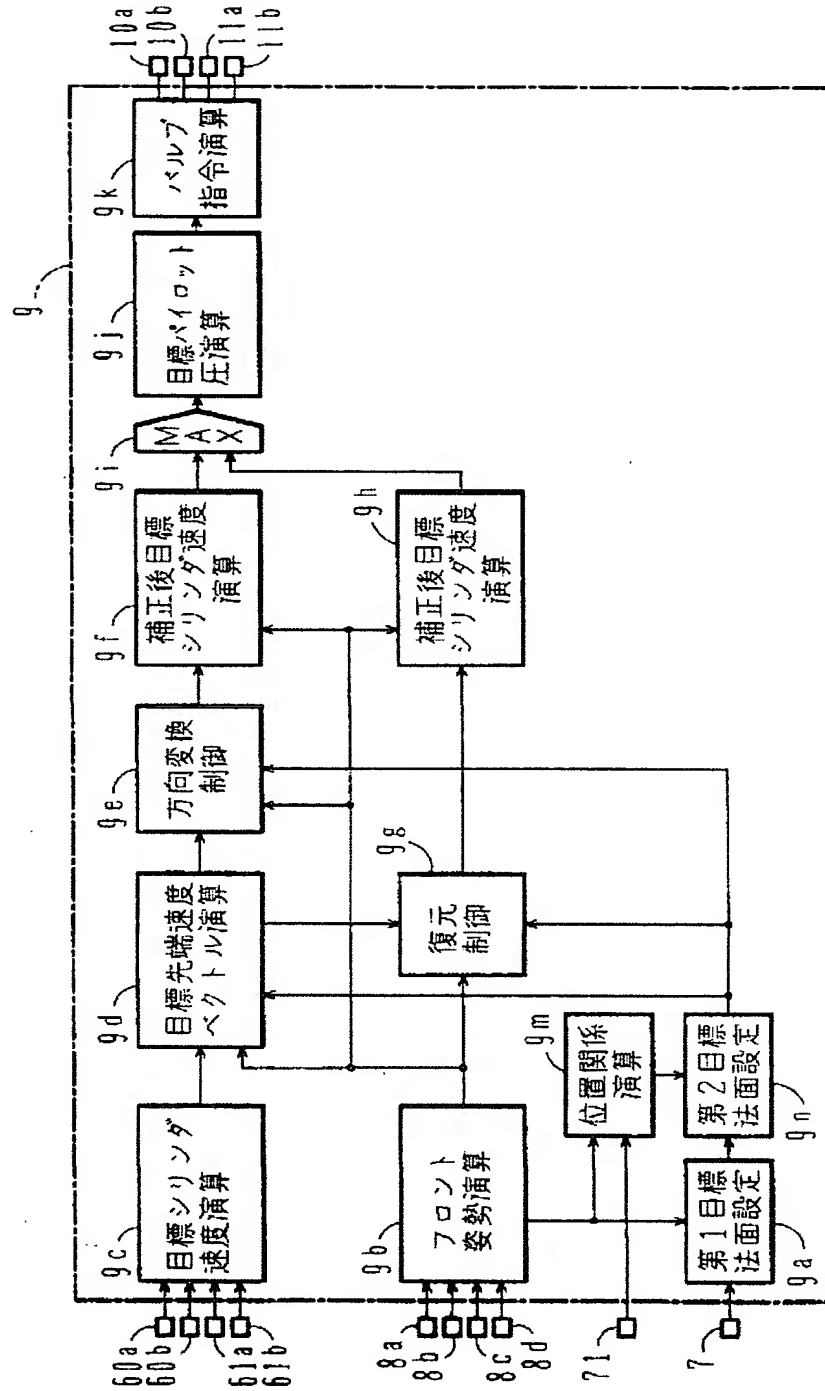 9
60a
60b
61a
61b
9c
目標シリンダ
速度演算
9d
目標先端速度
ベクトル演算
9e
方向変換
制御
9f
補正後目標
シリンダ速度
演算
9i
MAX
9j
目標パイロット
圧演算
9k
バルブ
指令演算
10a
10b
11a
11b
8a
8b
8c
8d
9b
フロント
姿勢演算
9g
復元
制御
9h
補正後目標
シリンダ速度
演算
71
9m
位置関係
演算
7
第1目標
法面設定
9a
第2目標
法面設定
9n